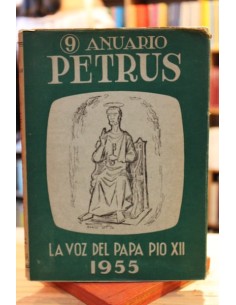 ⑨ ANUARIO
PETRUS
LA VOZ DEL PAPA PIO XII
1955